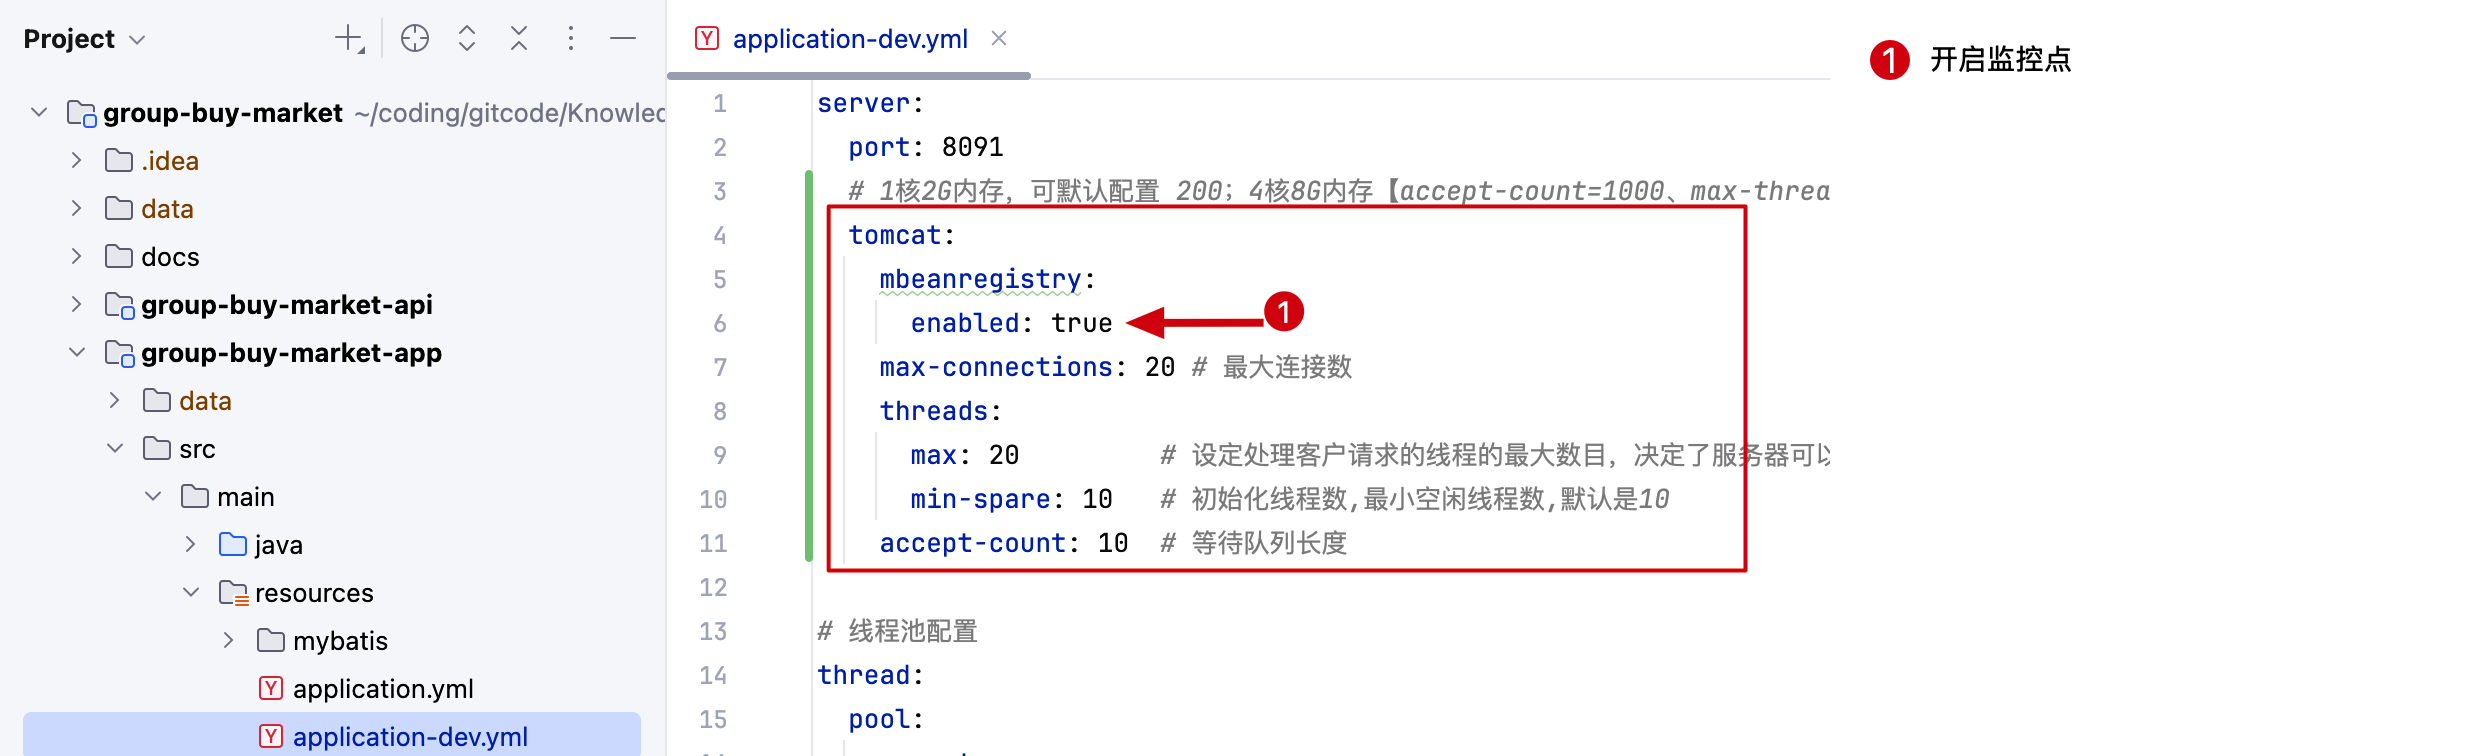 Project
group-buy-market ~/coding/gitcode/Knowled
.idea
data
docs
group-buy-market-api
group-buy-market-app
data
src
main
java
resources
mybatis
application.yml
application-dev.yml
application-dev.yml
1 server:
2 port: 8091
3 # 1核2G内存，可默认配置 200；4核8G内存【accept-count=1000、max-threa
4 tomcat:
5 mbeanregistry:
6 enabled: true
1
7 max-connections: 20 # 最大连接数
8 threads:
9 max: 20 # 设定处理客户请求的线程的最大数目，决定了服务器可以
10 min-spare: 10 # 初始化线程数,最小空闲线程数,默认是10
11 accept-count: 10 # 等待队列长度
12
13 # 线程池配置
14 thread:
15 pool:
1 开启监控点